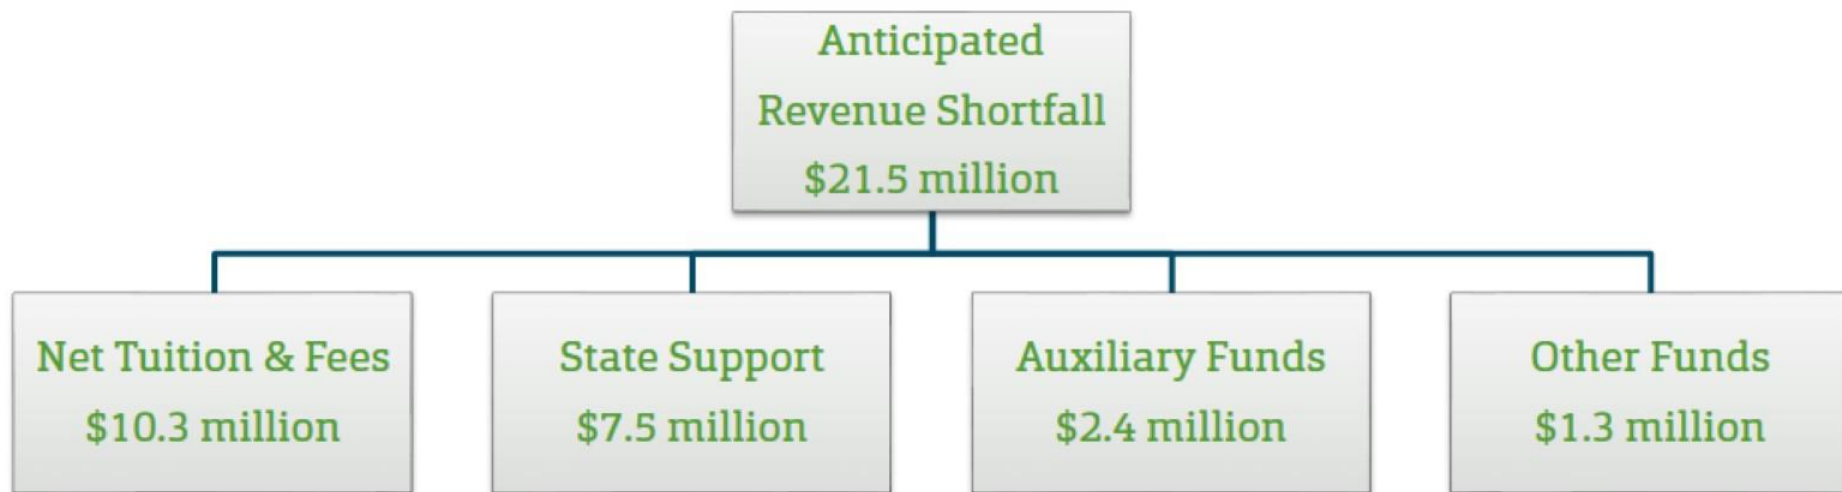 Anticipated
Revenue Shortfall
$21.5 million
Net Tuition & Fees
$10.3 million
State Support
$7.5 million
Auxiliary Funds
$2.4 million
Other Funds
$1.3 million